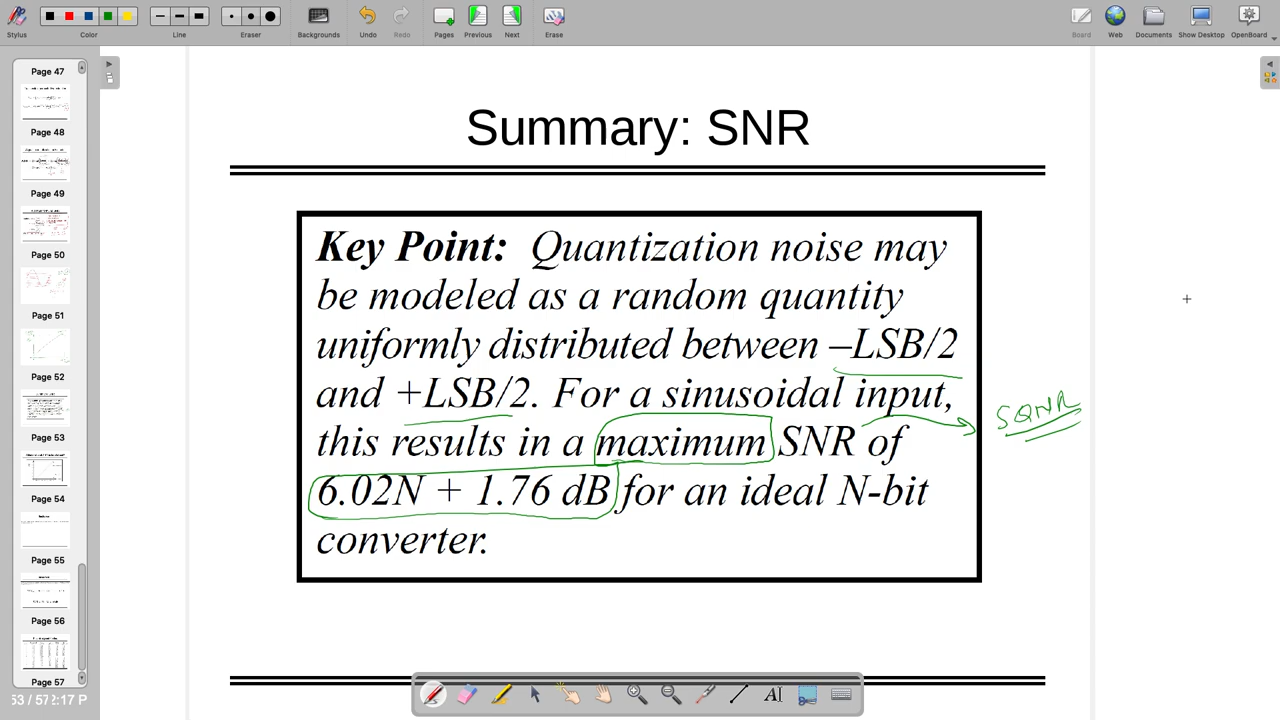 Stylus
Color
Line
Eraser
Backgrounds
Undo
Redo
Pages
Previous
Next
Erase
Board
Web
Documents
Show Desktop
OpenBoard
Page 47
Page 48
Page 49
Page 50
Page 51
Page 52
Page 53
Page 54
Page 55
Page 56
Page 57
Summary: SNR
Key Point: Quantization noise may
be modeled as a random quantity
uniformly distributed between –LSB/2
and +LSB/2. For a sinusoidal input,
this results in a maximum SNR of
6.02N + 1.76 dB for an ideal N-bit
converter.
SQNR